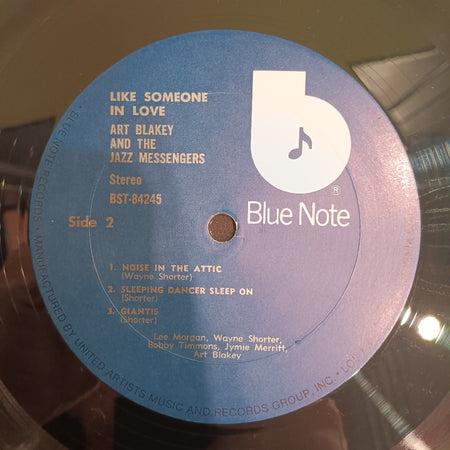 LIKE SOMEONE
IN LOVE
ART BLAKEY
AND THE
JAZZ MESSENGERS
Stereo
BST-84245
Side 2
b
®
Blue Note
1. NOISE IN THE ATTIC
(Wayne Shorter)
2. SLEEPING DANCER SLEEP ON
(Shorter)
3. GIANTIS
(Shorter)
Lee Morgan, Wayne Shorter,
Bobby Timmons, Jymie Merritt,
Art Blakey
BLUE NOTE RECORDS • MANUFACTURED BY UNITED ARTISTS MUSIC AND RECORDS GROUP, INC. •